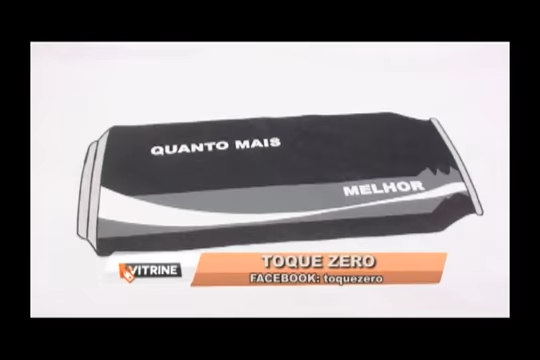 QUANTO MAIS
MELHOR
VITRINE
TOQUE ZERO
FACEBOOK: toquezero